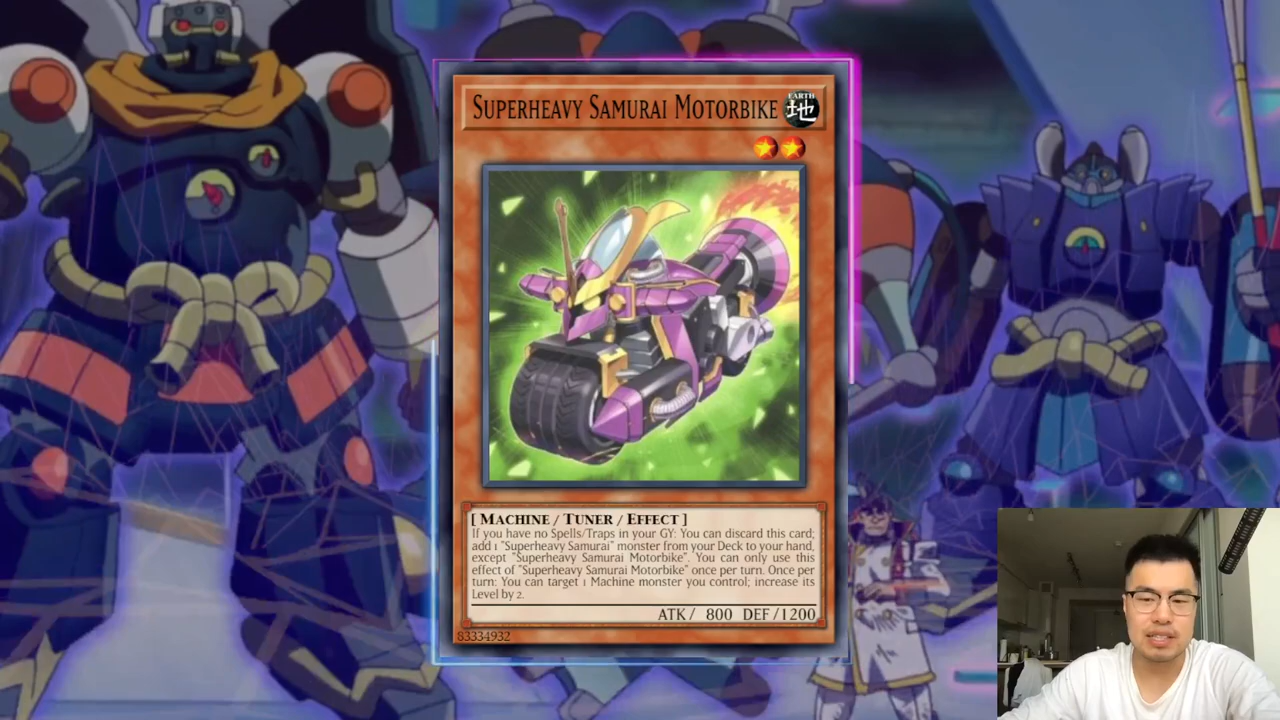 SUPERHEAVY SAMURAI MOTORBIKE
EARTH
地
[ MACHINE / TUNER / EFFECT ]
If you have no Spells/Traps in your GY: You can discard this card;
add 1 "Superheavy Samurai" monster from your Deck to your hand,
except "Superheavy Samurai Motorbike". You can only use this
effect of "Superheavy Samurai Motorbike" once per turn. Once per
turn: You can target 1 Machine monster you control; increase its
Level by 2.
ATK/ 800 DEF/1200
83334932